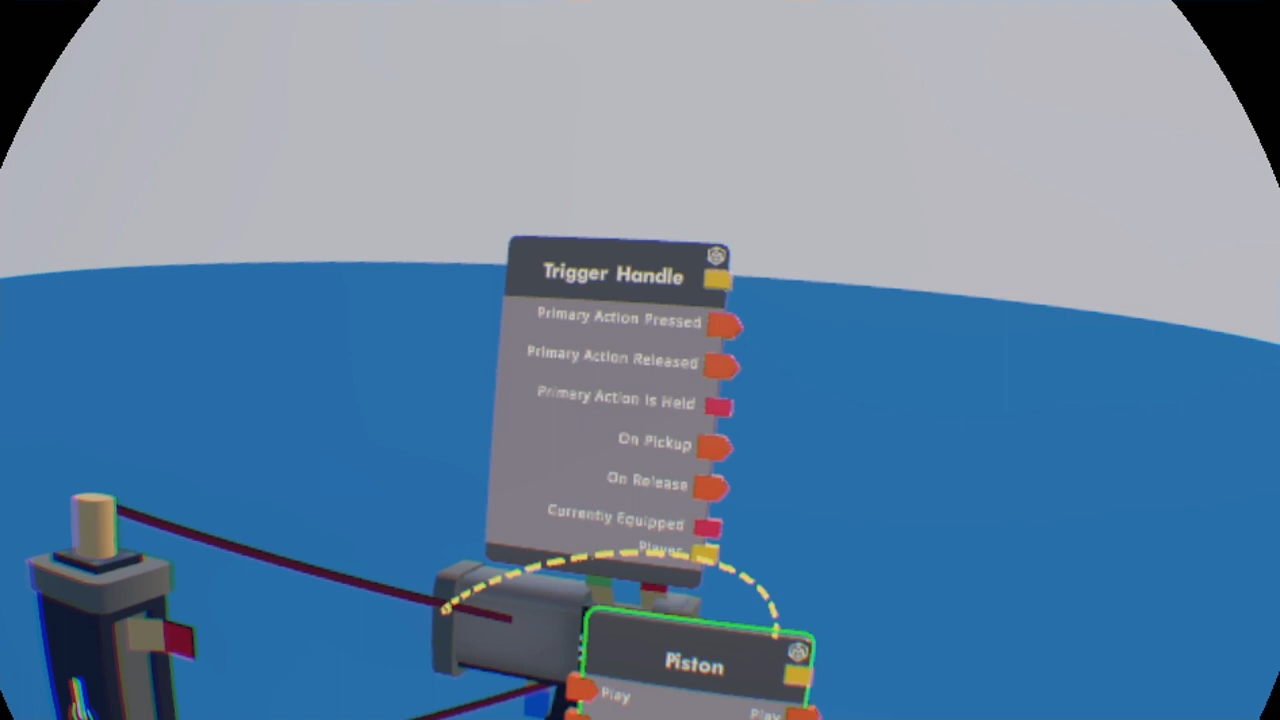 Trigger Handle
Primary Action Pressed
Primary Action Released
Primary Action Is Held
On Pickup
On Release
Currently Equipped
Player
Piston
Play
Play